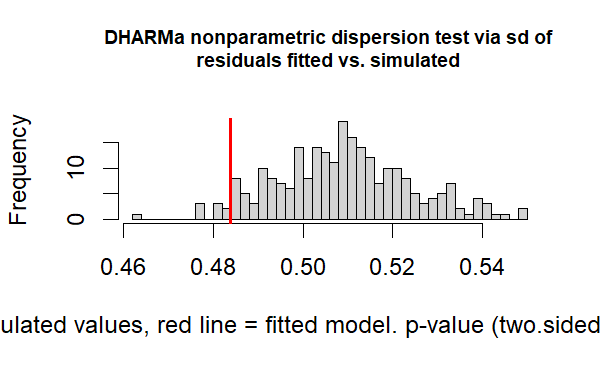 DHARMa nonparametric dispersion test via sd of
residuals fitted vs. simulated
Frequency
10
0
0.46 0.48 0.50 0.52 0.54
ulated values, red line = fitted model. p-value (two.sided